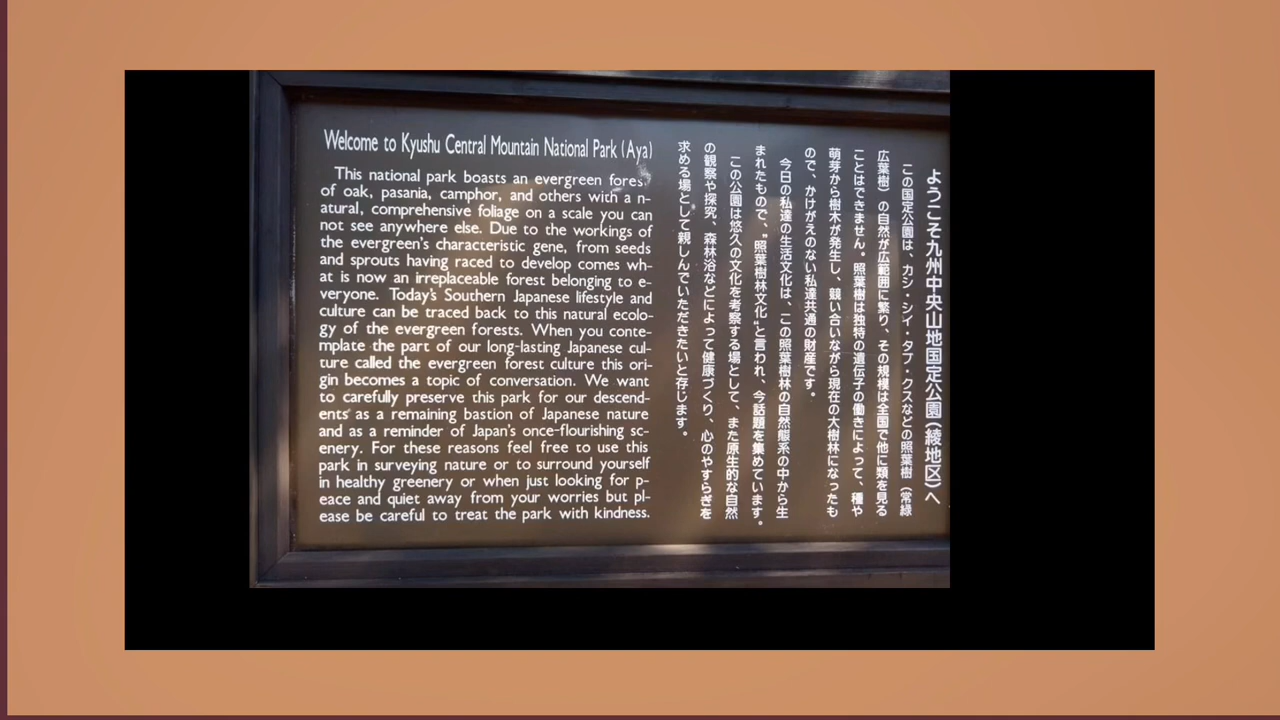 Welcome to Kyushu Central Mountain National Park (Aya)
This national park boasts an evergreen forest
of oak, pasania, camphor, and others with a n-
atural, comprehensive foliage on a scale you can
not see anywhere else. Due to the workings of
the evergreen's characteristic gene, from seeds
and sprouts having raced to develop comes wh-
at is now an irreplaceable forest belonging to e-
veryone. Today's Southern Japanese lifestyle and
culture can be traced back to this natural ecolo-
gy of the evergreen forests. When you conte-
mplate the part of our long-lasting Japanese cul-
ture called the evergreen forest culture this ori-
gin becomes a topic of conversation. We want
to carefully preserve this park for our descend-
ents as a remaining bastion of Japanese nature
and as a reminder of Japan's once-flourishing sc-
enery. For these reasons feel free to use this
park in surveying nature or to surround yourself
in healthy greenery or when just looking for p-
eace and quiet away from your worries but pl-
ease be careful to treat the park with kindness.
ようこそ九州中央山地国定公園（綾地区）へ
この国定公園は、カシ・シイ・タブ・クスなどの照葉樹（常緑
広葉樹）の自然が広範囲に繁り、その規模は全国で他に類を見る
ことはできません。照葉樹は独特の遺伝子の働きによって、種や
萌芽から樹木が発生し、競い合いながら現在の大樹林になったも
ので、かけがえのない私達共通の財産です。
今日の私達の生活文化は、この照葉樹林の自然態系の中から生
まれたもので、"照葉樹林文化"と言われ、今話題を集めています。
この公園は悠久の文化を考察する場として、また原生的な自然
の観察や探究、森林浴などによって健康づくり、心のやすらぎを
求める場として親しんでいただきたいと存じます。